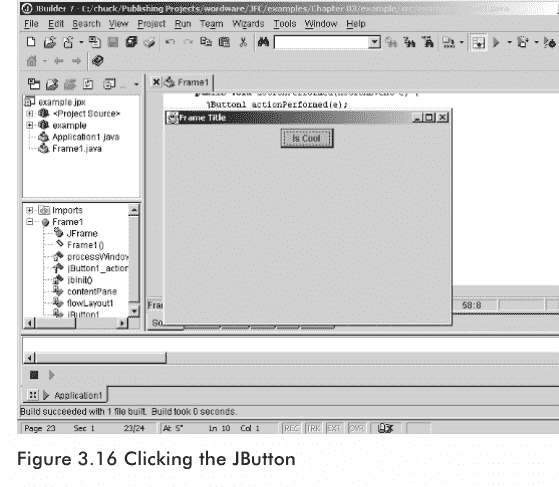 JBuilder 7 - C:/chuck/Publishing Projects/wordware/JFC/examples/Chapter 03/example/src/
File Edit Search View Project Run Team Wizards Tools Window Help
Frame1
example.jpx
<Project Source>
example
Application1.java
Frame1.java
jButton1_actionPerformed(e);
Frame Title
Is Cool
Imports
Frame1
JFrame
Frame1()
processWindow
jButton1_action
jbInit()
contentPane
flowLayout1
jButton1
58:8
Application1
Build succeeded with 1 file built. Build took 0 seconds.
Page 23 Sec 1 23/24 At 5" Ln 10 Col 1 REC TRK EXT OVR
Figure 3.16 Clicking the JButton